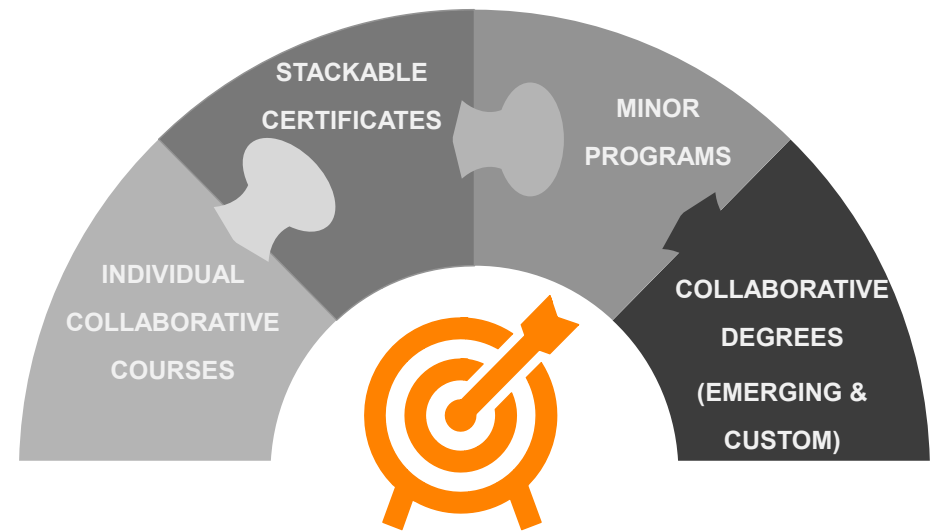 INDIVIDUAL
COLLABORATIVE
COURSES
STACKABLE
CERTIFICATES
MINOR
PROGRAMS
COLLABORATIVE
DEGREES
(EMERGING &
CUSTOM)